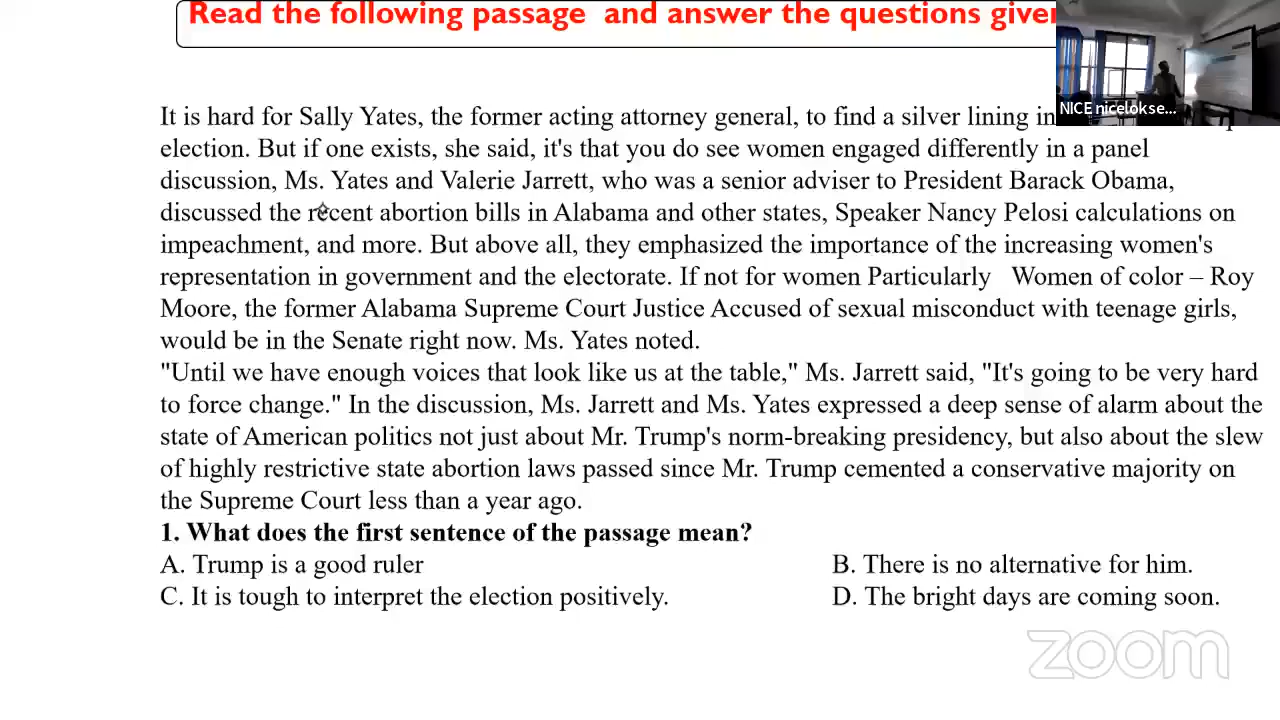 Read the following passage and answer the questions given
NICE nicelokse...
It is hard for Sally Yates, the former acting attorney general, to find a silver lining in
election. But if one exists, she said, it's that you do see women engaged differently in a panel
discussion, Ms. Yates and Valerie Jarrett, who was a senior adviser to President Barack Obama,
discussed the recent abortion bills in Alabama and other states, Speaker Nancy Pelosi calculations on
impeachment, and more. But above all, they emphasized the importance of the increasing women's
representation in government and the electorate. If not for women Particularly Women of color – Roy
Moore, the former Alabama Supreme Court Justice Accused of sexual misconduct with teenage girls,
would be in the Senate right now. Ms. Yates noted.
"Until we have enough voices that look like us at the table," Ms. Jarrett said, "It's going to be very hard
to force change." In the discussion, Ms. Jarrett and Ms. Yates expressed a deep sense of alarm about the
state of American politics not just about Mr. Trump's norm-breaking presidency, but also about the slew
of highly restrictive state abortion laws passed since Mr. Trump cemented a conservative majority on
the Supreme Court less than a year ago.
1. What does the first sentence of the passage mean?
A. Trump is a good ruler B. There is no alternative for him.
C. It is tough to interpret the election positively. D. The bright days are coming soon.
zoom